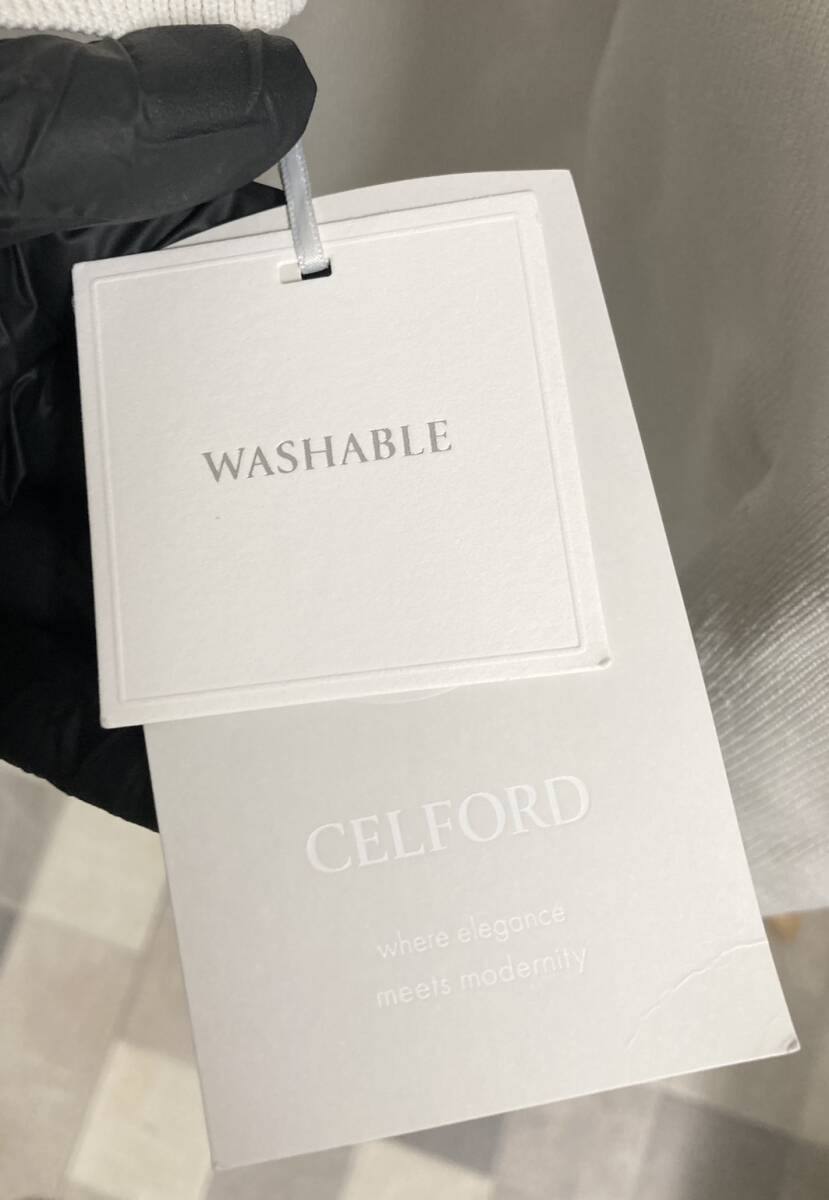 WASHABLE
CELFORD
where elegance
meets modernity